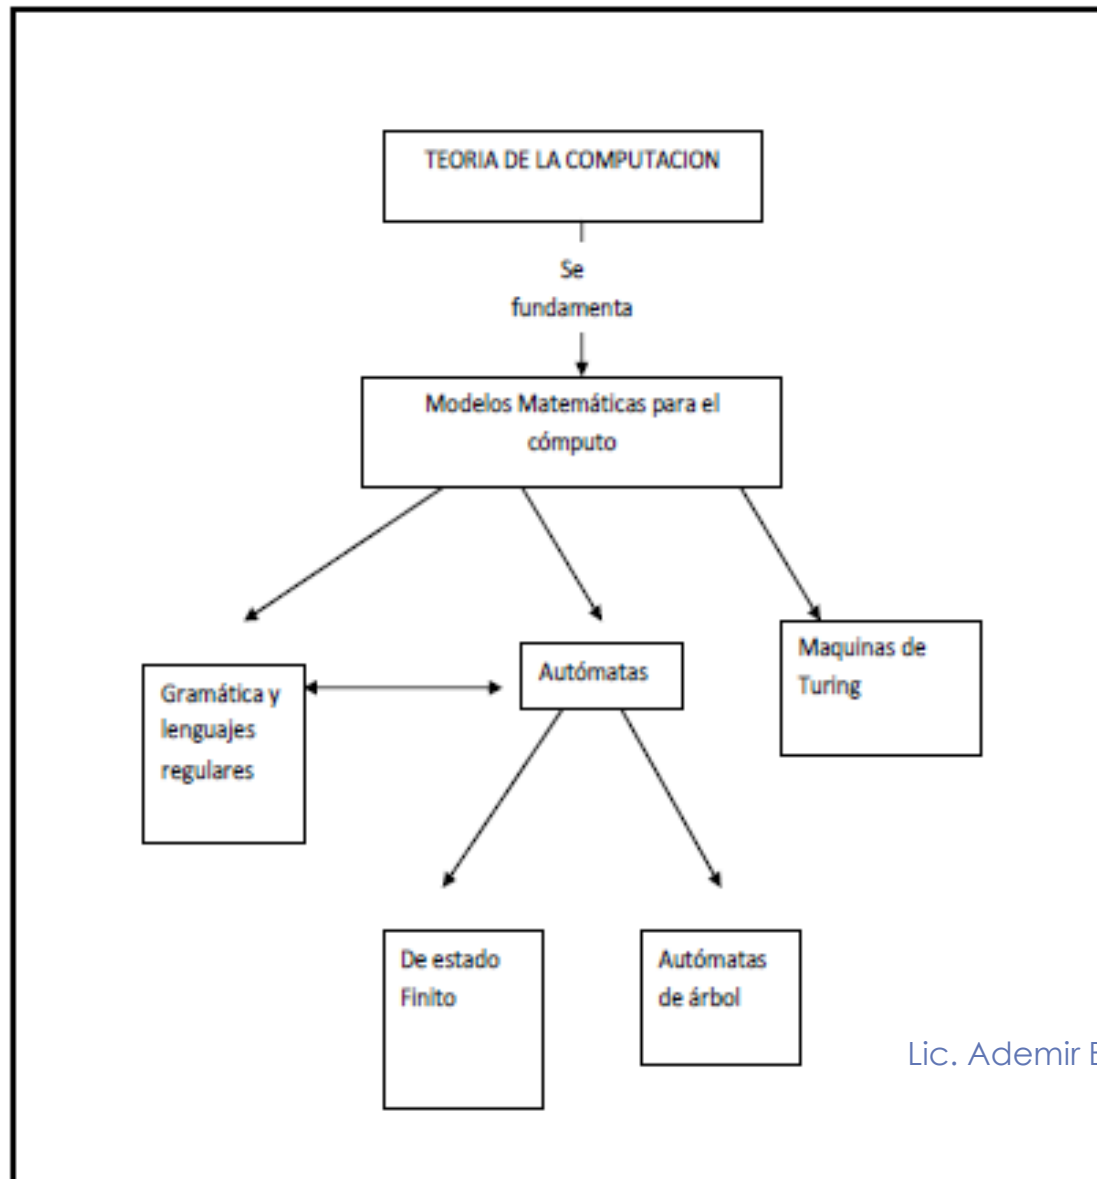 TEORIA DE LA COMPUTACION
Se
fundamenta
Modelos Matemáticas para el
cómputo
Gramática y
lenguajes
regulares
Autómatas
Maquinas de
Turing
De estado
Finito
Autómatas
de árbol
Lic. Ademir